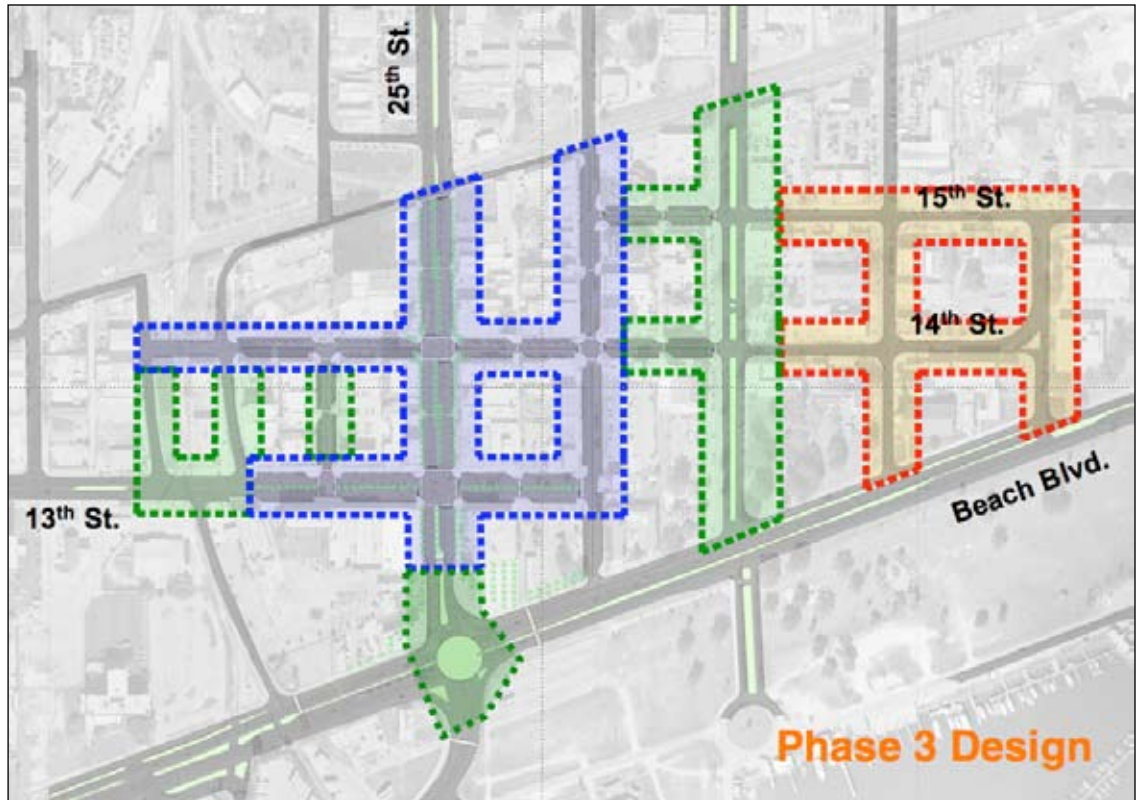 25th St.
15th St.
14th St.
13th St.
Beach Blvd.
Phase 3 Design